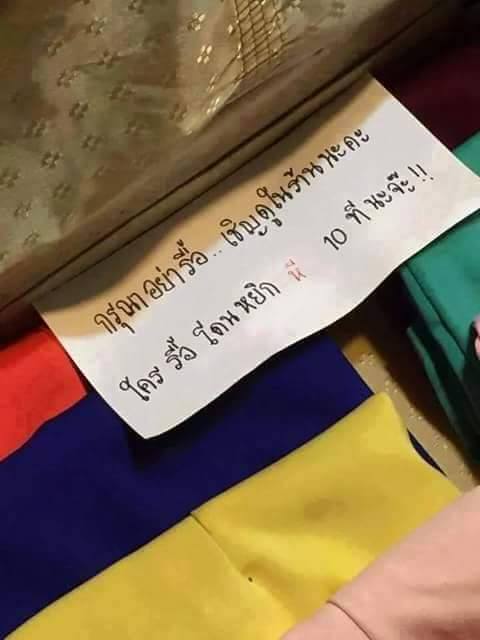 กรุณาอย่ารื้อ.. เชิญดูในร้านนะคะ
ใครรื้อ โดนหยิก หี 10 ที นะจ๊ะ!!